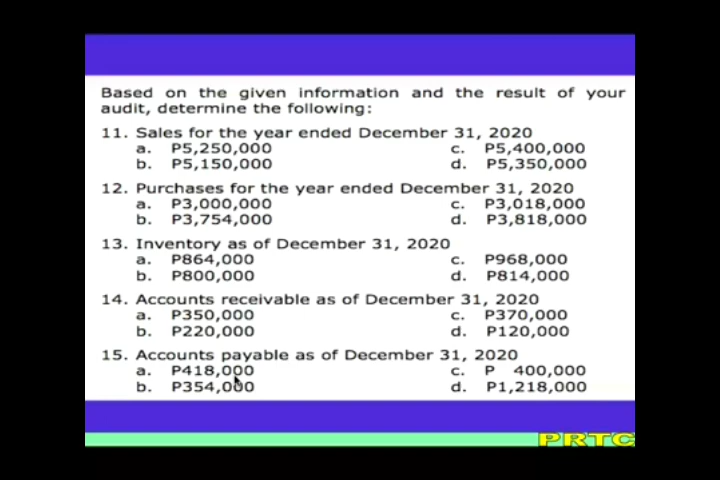 Based on the given information and the result of your
audit, determine the following:
11. Sales for the year ended December 31, 2020
a. P5,250,000 c. P5,400,000
b. P5,150,000 d. P5,350,000
12. Purchases for the year ended December 31, 2020
a. P3,000,000 c. P3,018,000
b. P3,754,000 d. P3,818,000
13. Inventory as of December 31, 2020
a. P864,000 c. P968,000
b. P800,000 d. P814,000
14. Accounts receivable as of December 31, 2020
a. P350,000 c. P370,000
b. P220,000 d. P120,000
15. Accounts payable as of December 31, 2020
a. P418,000 c. P 400,000
b. P354,000 d. P1,218,000
PRTC